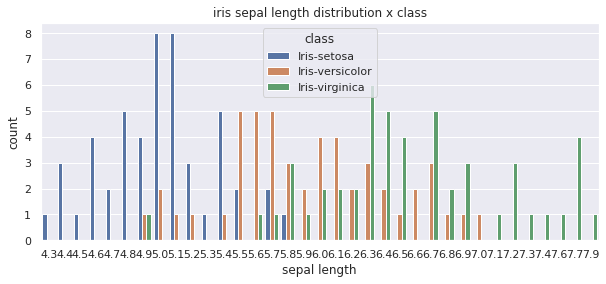 iris sepal length distribution x class
class
Iris-setosa
Iris-versicolor
Iris-virginica
8
7
6
5
4
3
2
1
0
count
4.34.44.54.64.74.84.95.05.15.25.35.45.55.65.75.85.96.06.16.26.36.46.56.66.76.86.97.07.17.27.37.47.67.77.9
sepal length